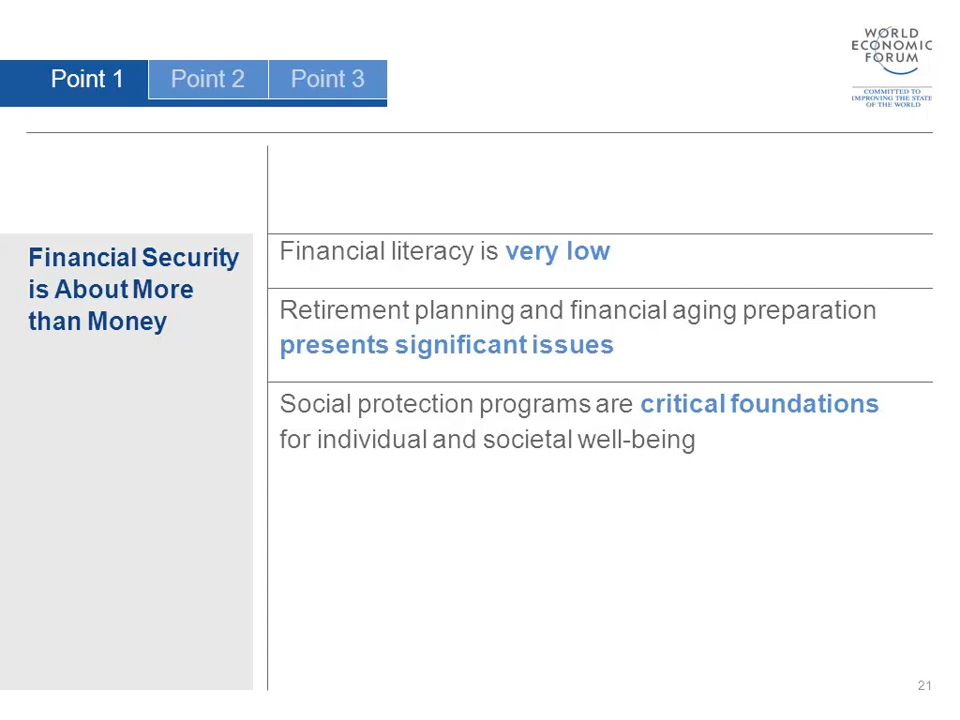 WORLD
ECONOMIC
FORUM
COMMITTED TO
IMPROVING THE STATE
OF THE WORLD
Point 1
Point 2
Point 3
Financial Security
is About More
than Money
Financial literacy is very low
Retirement planning and financial aging preparation
presents significant issues
Social protection programs are critical foundations
for individual and societal well-being
21